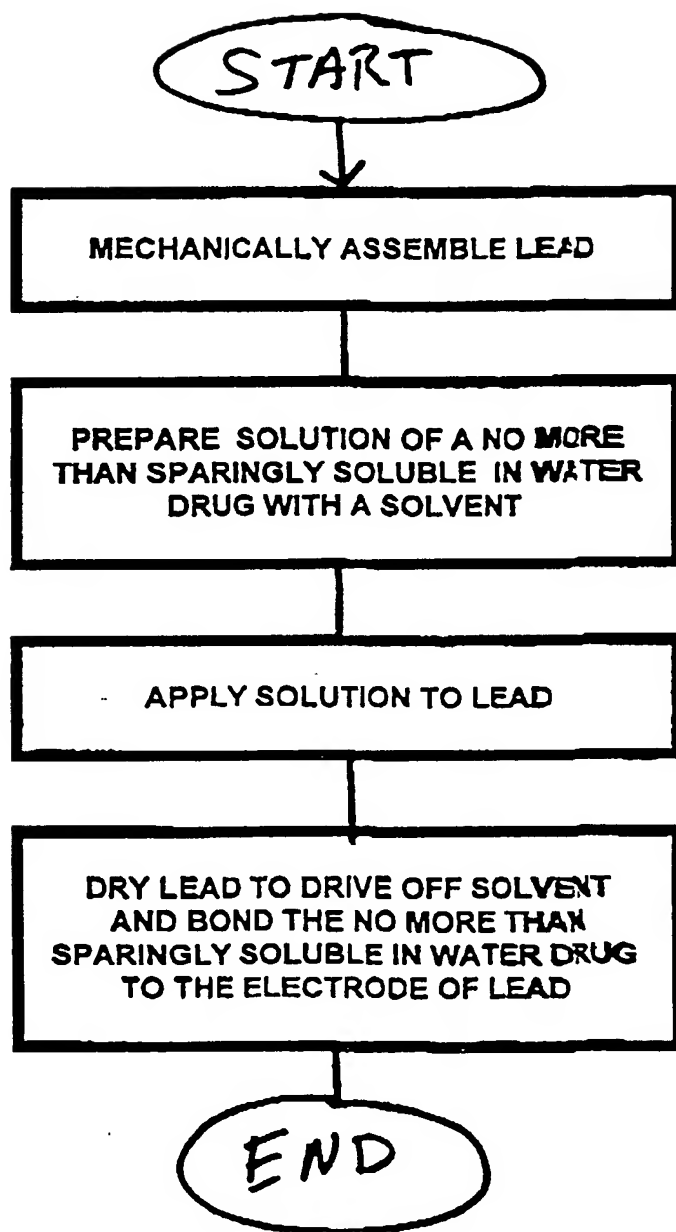 START
MECHANICALLY ASSEMBLE LEAD
PREPARE SOLUTION OF A NO MORE
THAN SPARINGLY SOLUBLE IN WATER
DRUG WITH A SOLVENT
APPLY SOLUTION TO LEAD
DRY LEAD TO DRIVE OFF SOLVENT
AND BOND THE NO MORE THAN
SPARINGLY SOLUBLE IN WATER DRUG
TO THE ELECTRODE OF LEAD
END